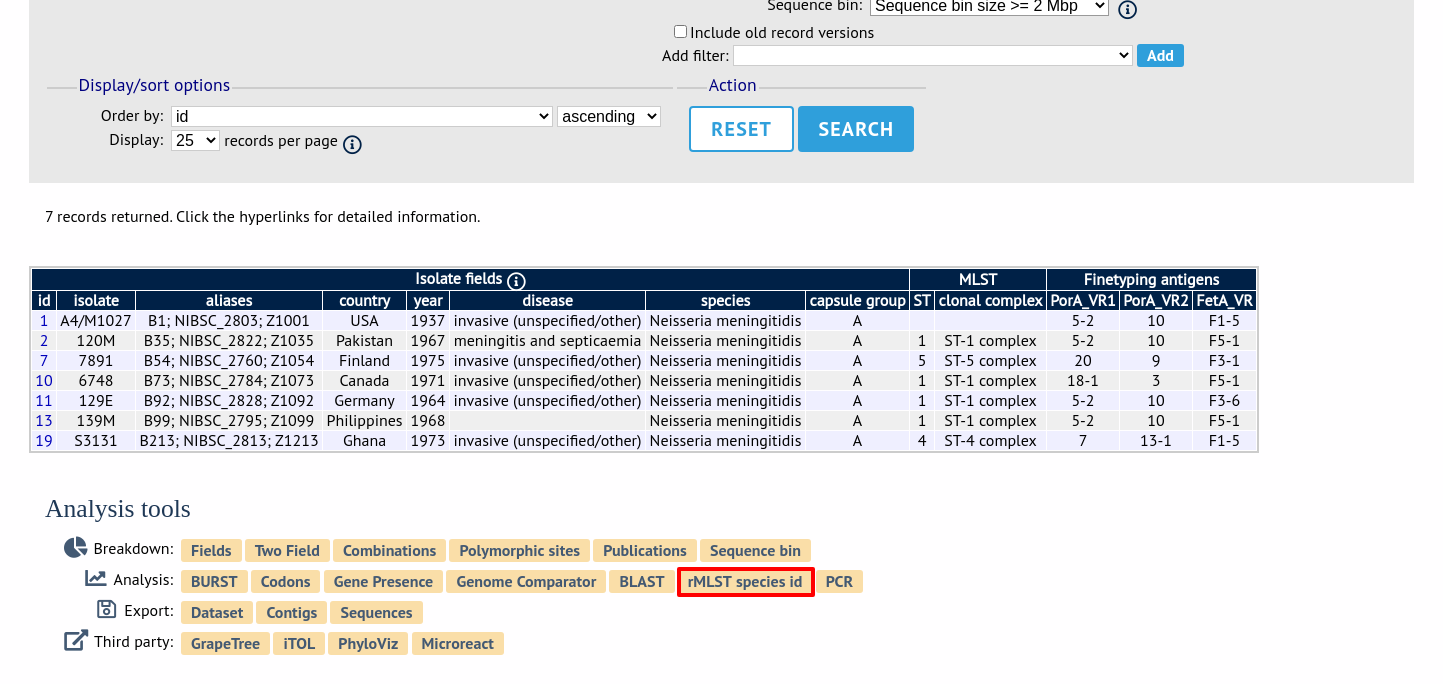 Sequence bin: Sequence bin size >= 2 Mbp
Include old record versions
Add filter: Add
Display/sort options Action
Order by: id ascending
Display: 25 records per page
RESET SEARCH
7 records returned. Click the hyperlinks for detailed information.
Isolate fields MLST Finetyping antigens
id isolate aliases country year disease species capsule group ST clonal complex PorA_VR1 PorA_VR2 FetA_VR
1 A4/M1027 B1; NIBSC_2803; Z1001 USA 1937 invasive (unspecified/other) Neisseria meningitidis A 5-2 10 F1-5
2 120M B35; NIBSC_2822; Z1035 Pakistan 1967 meningitis and septicaemia Neisseria meningitidis A 1 ST-1 complex 5-2 10 F5-1
7 7891 B54; NIBSC_2760; Z1054 Finland 1975 invasive (unspecified/other) Neisseria meningitidis A 5 ST-5 complex 20 9 F3-1
10 6748 B73; NIBSC_2784; Z1073 Canada 1971 invasive (unspecified/other) Neisseria meningitidis A 1 ST-1 complex 18-1 3 F5-1
11 129E B92; NIBSC_2828; Z1092 Germany 1964 invasive (unspecified/other) Neisseria meningitidis A 1 ST-1 complex 5-2 10 F3-6
13 139M B99; NIBSC_2795; Z1099 Philippines 1968 Neisseria meningitidis A 1 ST-1 complex 5-2 10 F5-1
19 S3131 B213; NIBSC_2813; Z1213 Ghana 1973 invasive (unspecified/other) Neisseria meningitidis A 4 ST-4 complex 7 13-1 F1-5
Analysis tools
Breakdown: Fields Two Field Combinations Polymorphic sites Publications Sequence bin
Analysis: BURST Codons Gene Presence Genome Comparator BLAST rMLST species id PCR
Export: Dataset Contigs Sequences
Third party: GrapeTree iTOL PhyloViz Microreact